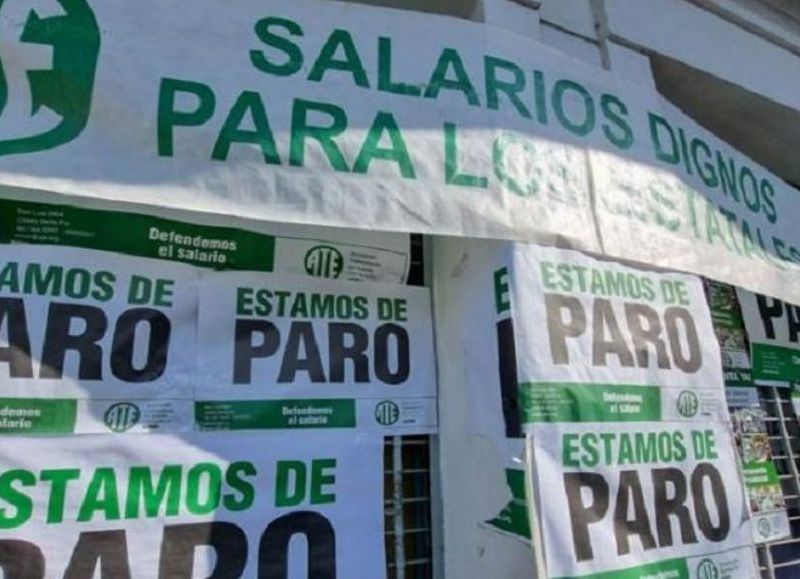 SALARIOS DIGNOS
PARA LOS ESTATALES
Defendemos
el salario
ATE
ESTAMOS DE
PARO
Defendemos
el salario
ATE
ESTAMOS DE
PARO
Defendemos
el salario
ATE
ESTAMOS DE
PARO
Defendemos
el salario
ATE
PARO
ESTAMOS DE
PARO
ESTAMOS DE
PARO